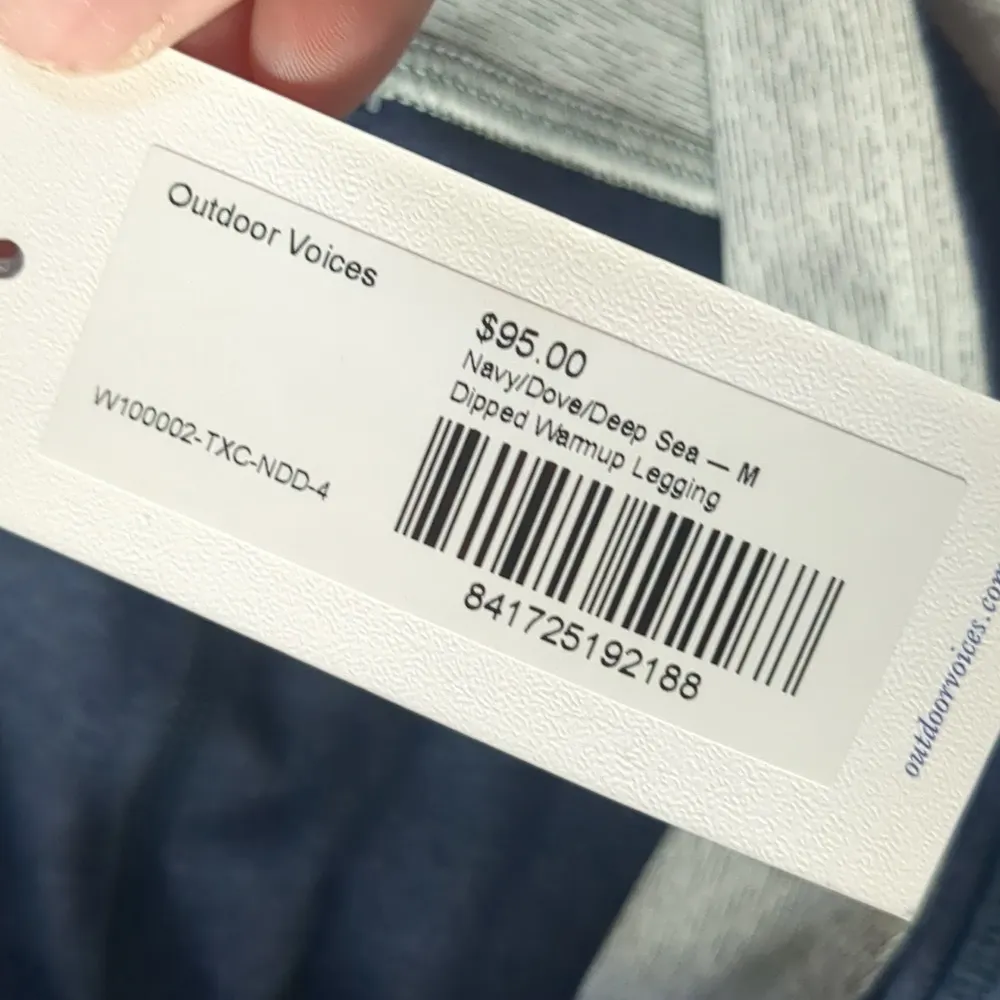 Outdoor Voices
$95.00
Navy/Dove/Deep Sea — M
Dipped Warmup Legging
W100002-TXC-NDD-4
841725192188
outdoorvoices.com